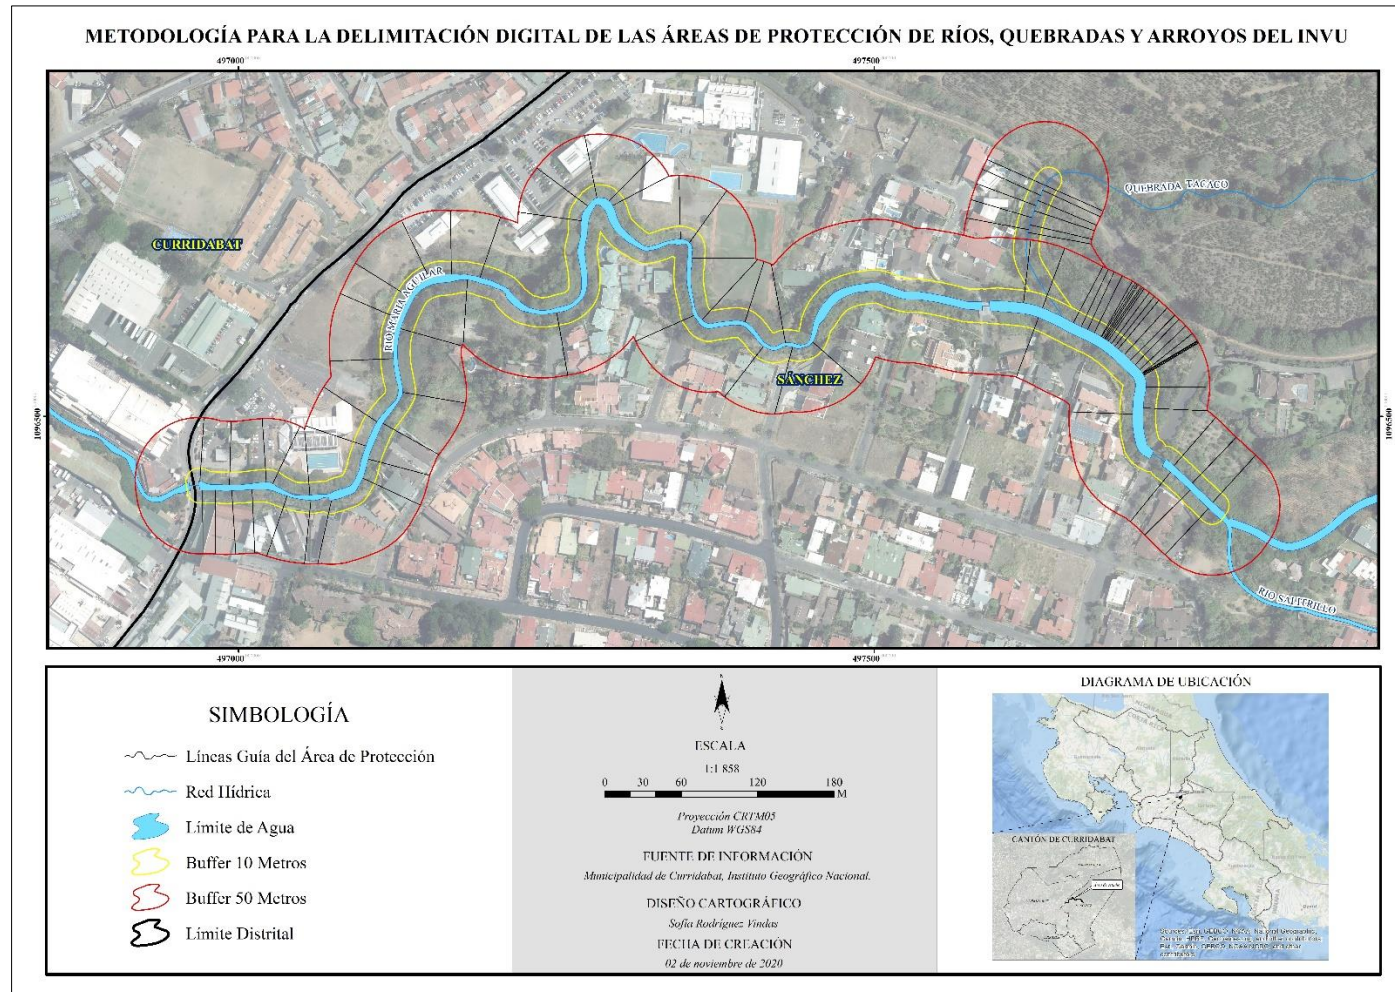 METODOLOGÍA PARA LA DELIMITACIÓN DIGITAL DE LAS ÁREAS DE PROTECCIÓN DE RÍOS, QUEBRADAS Y ARROYOS DEL INVU
497000
497500
QUEBRADA TACACO
CURRIDABAT
RIO MARIA AGUILAR
SÁNCHEZ
1096500
1096500
RIO SALITRILLO
497000
497500
SIMBOLOGÍA
Líneas Guía del Área de Protección
Red Hídrica
Límite de Agua
Buffer 10 Metros
Buffer 50 Metros
Límite Distrital
ESCALA
1:1 858
0 30 60 120 180
M
Proyección CRTM05
Datum WGS84
FUENTE DE INFORMACIÓN
Municipalidad de Curridabat, Instituto Geográfico Nacional.
DISEÑO CARTOGRÁFICO
Sofía Rodríguez Vindas
FECHA DE CREACIÓN
02 de noviembre de 2020
DIAGRAMA DE UBICACIÓN
CANTÓN DE CURRIDABAT